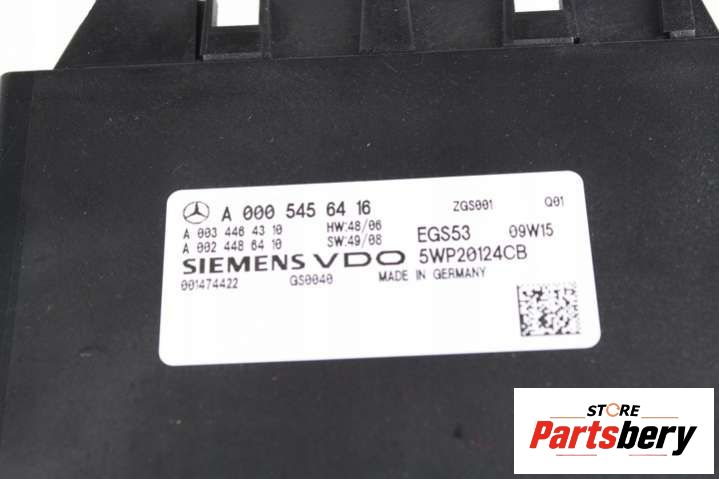 A 000 545 64 16 ZGS001 Q01
A 003 446 43 10 HW:48/06 EGS53 09W15
A 002 448 64 10 SW:49/08
SIEMENS VDO 5WP20124CB
001474422 GS0040 MADE IN GERMANY
STORE
Partsbery